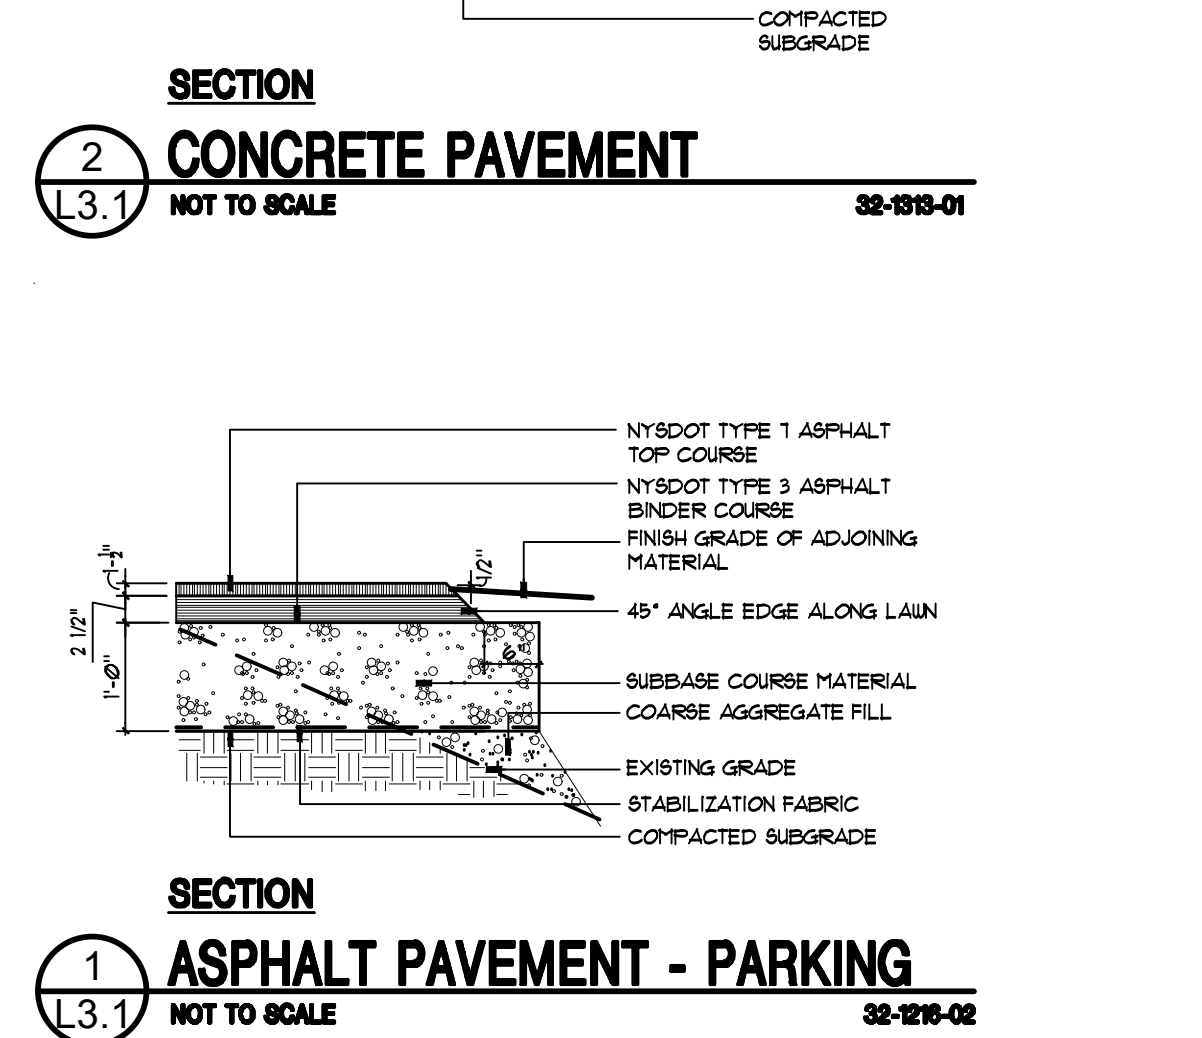 COMPACTED
SUBGRADE
SECTION
2
CONCRETE PAVEMENT
L3.1
NOT TO SCALE
32-1313-01
NYSDOT TYPE 7 ASPHALT
TOP COURSE
NYSDOT TYPE 3 ASPHALT
BINDER COURSE
FINISH GRADE OF ADJOINING
MATERIAL
1-1/2"
1/2"
45° ANGLE EDGE ALONG LAWN
2 1/2"
6"
1'-0"
SUBBASE COURSE MATERIAL
COARSE AGGREGATE FILL
EXISTING GRADE
STABILIZATION FABRIC
COMPACTED SUBGRADE
SECTION
1
ASPHALT PAVEMENT - PARKING
L3.1
NOT TO SCALE
32-1216-02